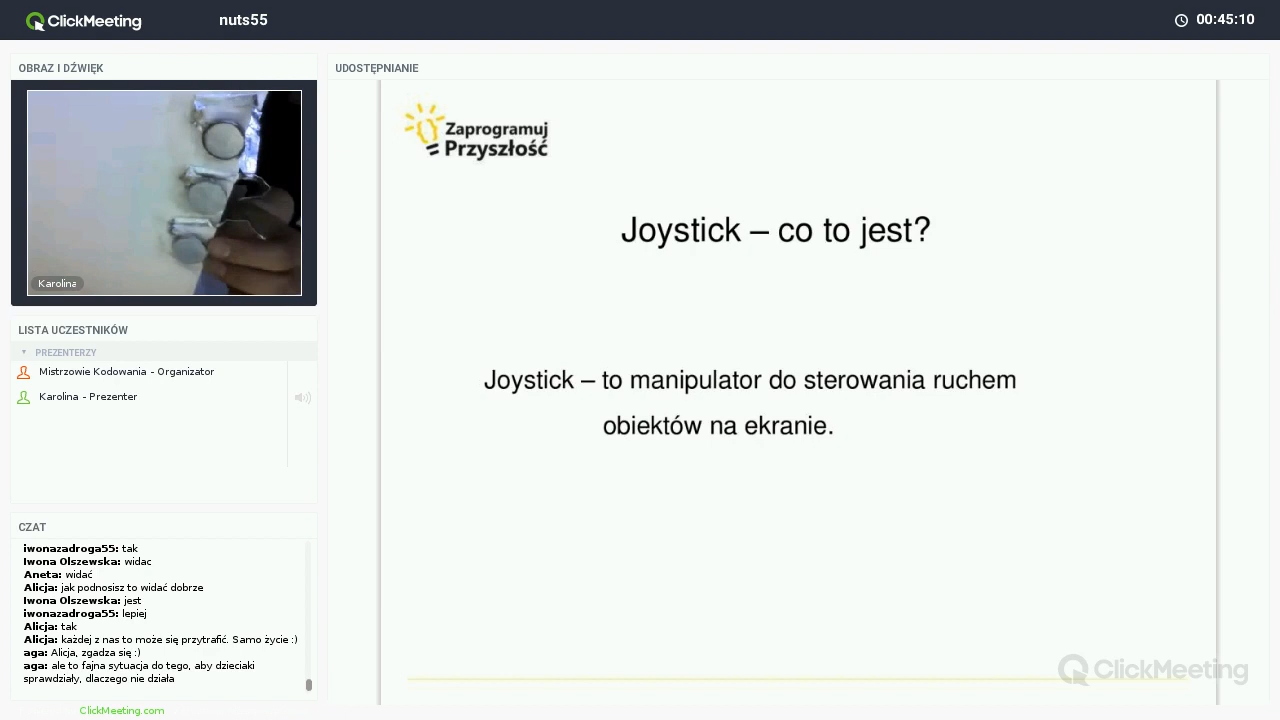 ClickMeeting
nuts55
00:45:10
OBRAZ I DŹWIĘK
Karolina
LISTA UCZESTNIKÓW
PREZENTERZY
Mistrzowie Kodowania - Organizator
Karolina - Prezenter
CZAT
iwonazadroga55: tak
Iwona Olszewska: widac
Aneta: widać
Alicja: jak podnosisz to widać dobrze
Iwona Olszewska: jest
iwonazadroga55: lepiej
Alicja: tak
Alicja: każdej z nas to może się przytrafić. Samo życie :)
aga: Alicja, zgadza się :)
aga: ale to fajna sytuacja do tego, aby dzieciaki
sprawdziały, dlaczego nie działa
ClickMeeting.com
UDOSTĘPNIANIE
Zaprogramuj
Przyszłość
Joystick – co to jest?
Joystick – to manipulator do sterowania ruchem
obiektów na ekranie.
ClickMeeting